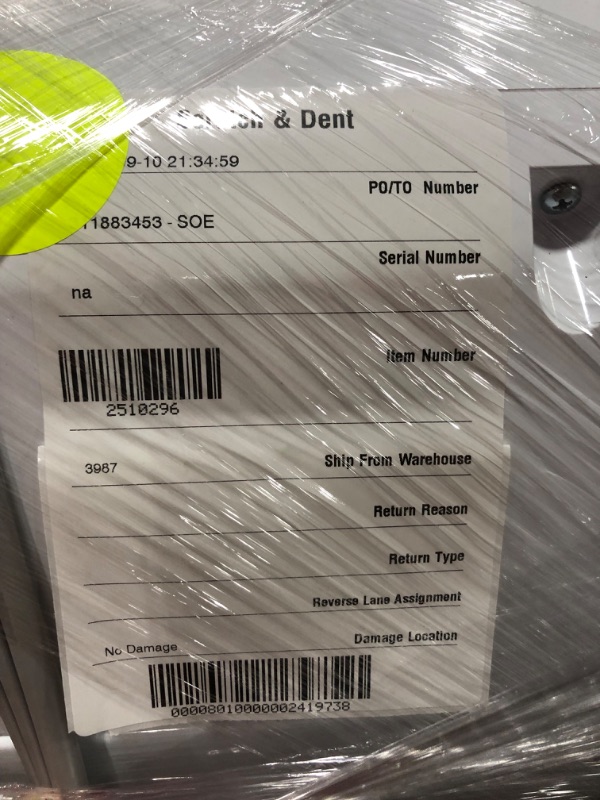 & Dent
9-10 21:34:59
PO/TO Number
1883453 - SOE
Serial Number
na
Item Number
2510296
3987 Ship From Warehouse
Return Reason
Return Type
Reverse Lane Assignment
No Damage Damage Location